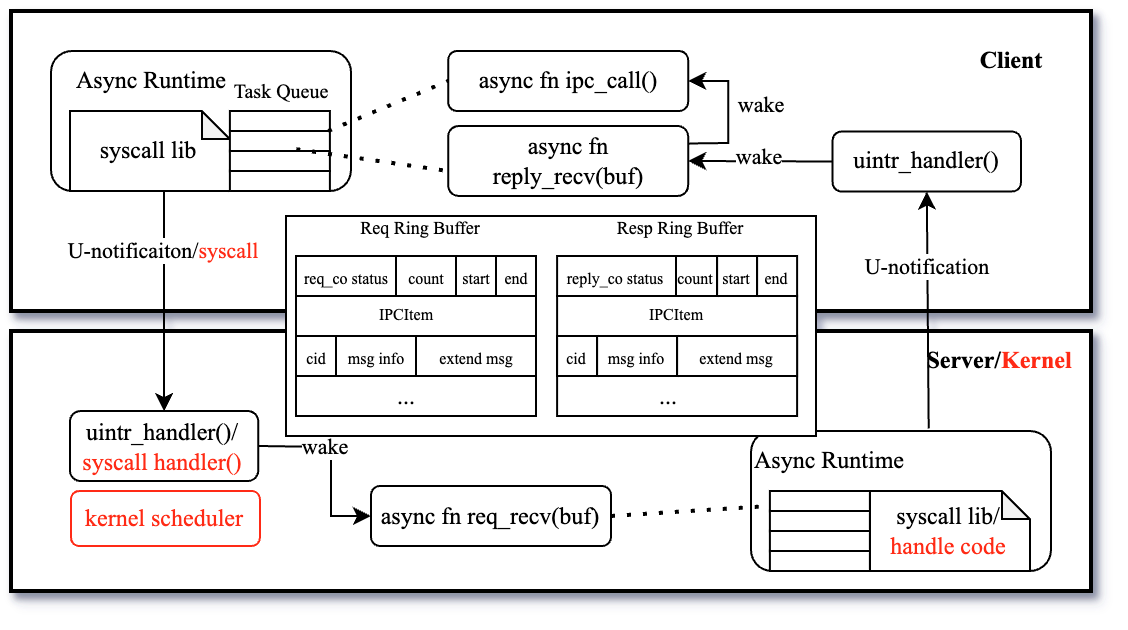 Client
Async Runtime
Task Queue
syscall lib
async fn ipc_call()
wake
async fn
reply_recv(buf)
wake
uintr_handler()
U-notificaiton/syscall
U-notification
Req Ring Buffer
req_co status count start end
IPCItem
cid msg info extend msg
...
Resp Ring Buffer
reply_co status count start end
IPCItem
cid msg info extend msg
...
Server/Kernel
uintr_handler()/
syscall handler()
kernel scheduler
wake
async fn req_recv(buf)
Async Runtime
syscall lib/
handle code